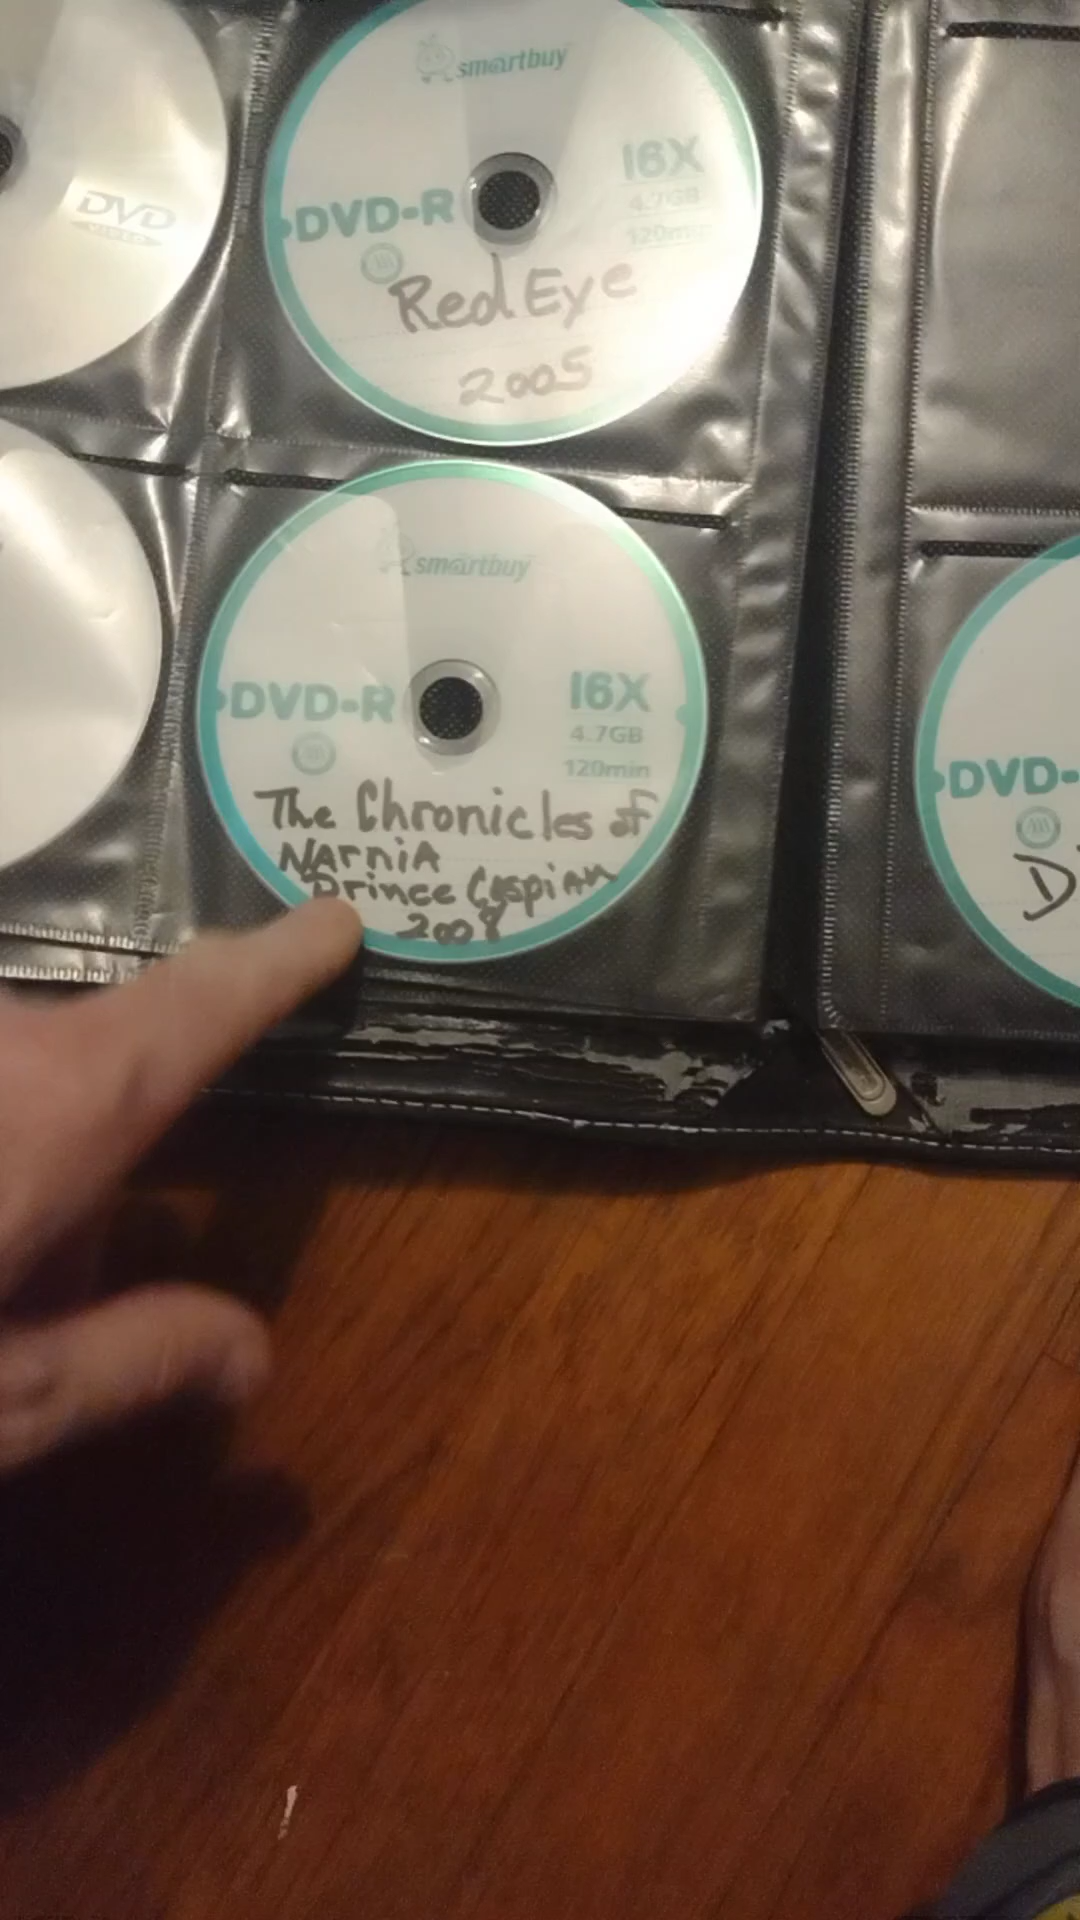 smartbuy
DVD-R
16X
4.7GB
120min
Red Eye
2005
DVD
VIDEO
smartbuy
DVD-R
16X
4.7GB
120min
The Chronicles of
NArniA
Prince Caspian
2008
DVD-
D